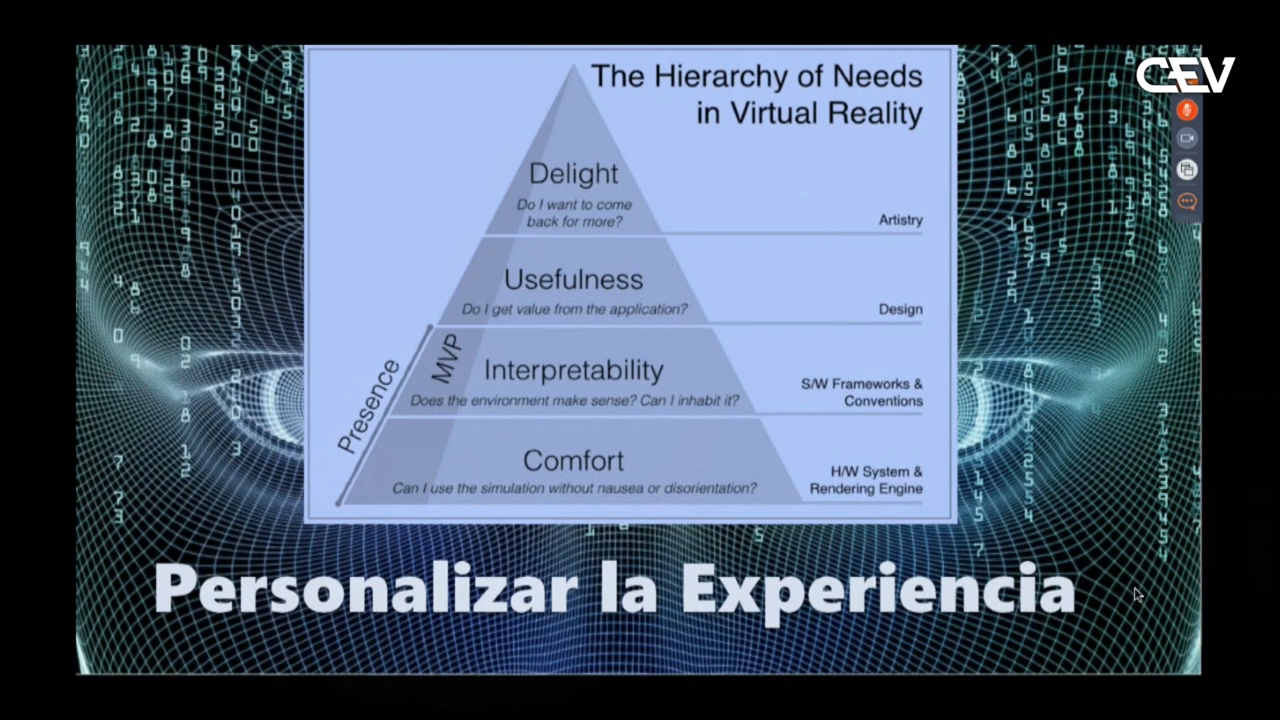 CEV
The Hierarchy of Needs
in Virtual Reality
Delight
Do I want to come
back for more?
Artistry
Usefulness
Do I get value from the application?
Design
Presence
MVP
Interpretability
Does the environment make sense? Can I inhabit it?
S/W Frameworks &
Conventions
Comfort
Can I use the simulation without nausea or disorientation?
H/W System &
Rendering Engine
Personalizar la Experiencia